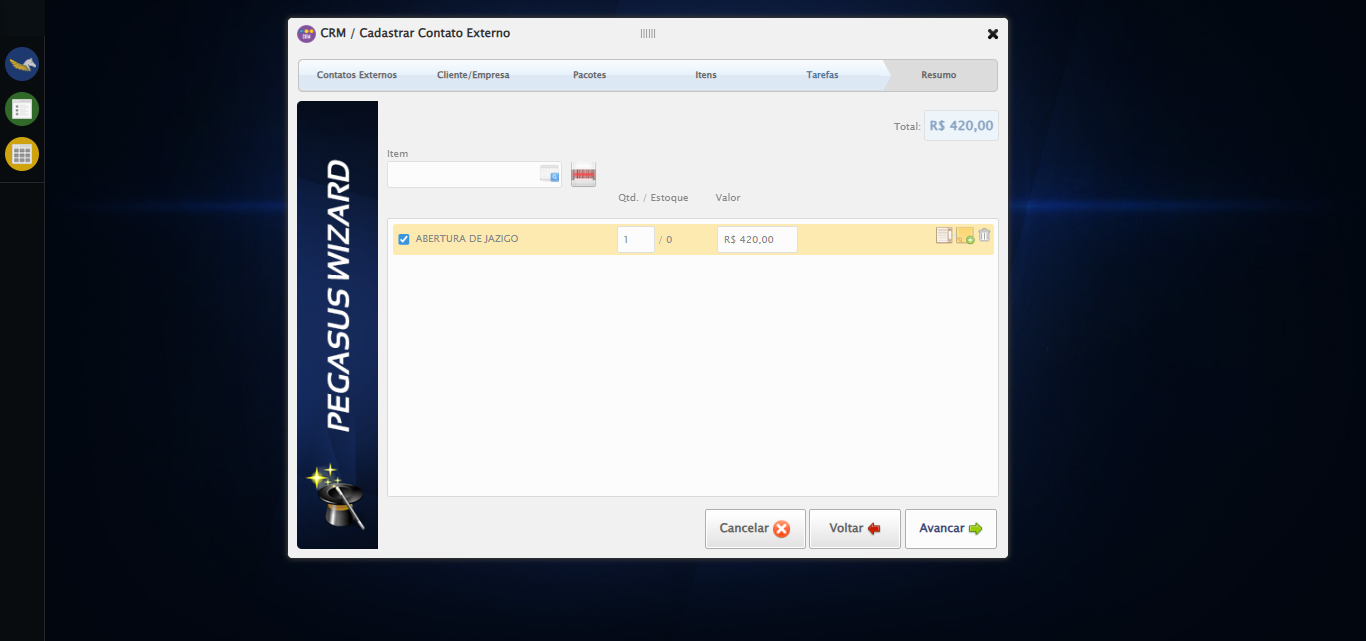 CRM / Cadastrar Contato Externo
Contatos Externos Cliente/Empresa Pacotes Itens Tarefas Resumo
Total: R$ 420,00
Item
Qtd. / Estoque Valor
ABERTURA DE JAZIGO 1 / 0 R$ 420,00
PEGASUS WIZARD
Cancelar Voltar Avancar